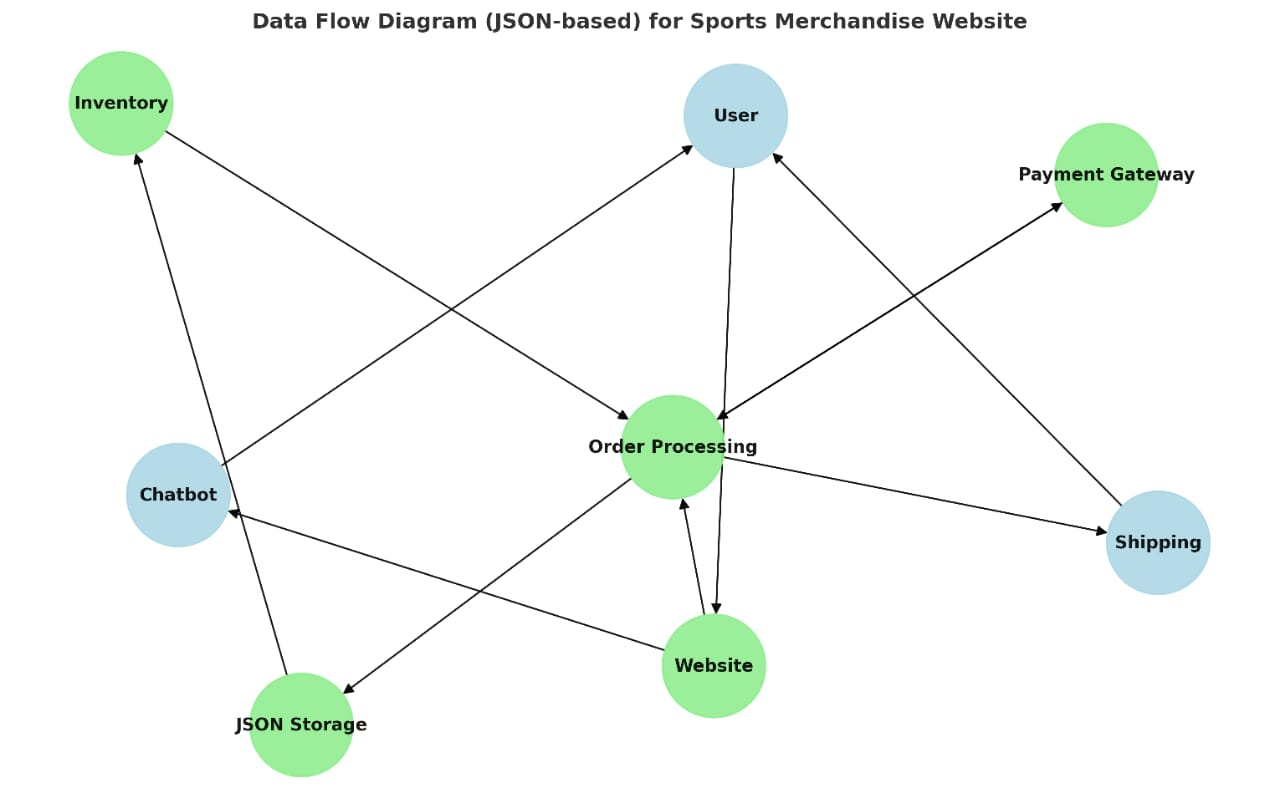 Data Flow Diagram (JSON-based) for Sports Merchandise Website
Inventory
User
Payment Gateway
Order Processing
Chatbot
Shipping
Website
JSON Storage